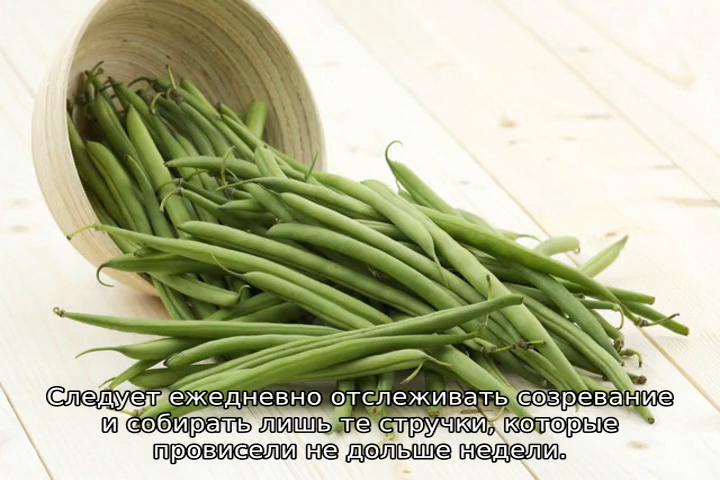 Следует ежедневно отслеживать созревание
и собирать лишь те стручки, которые
провисели не дольше недели.